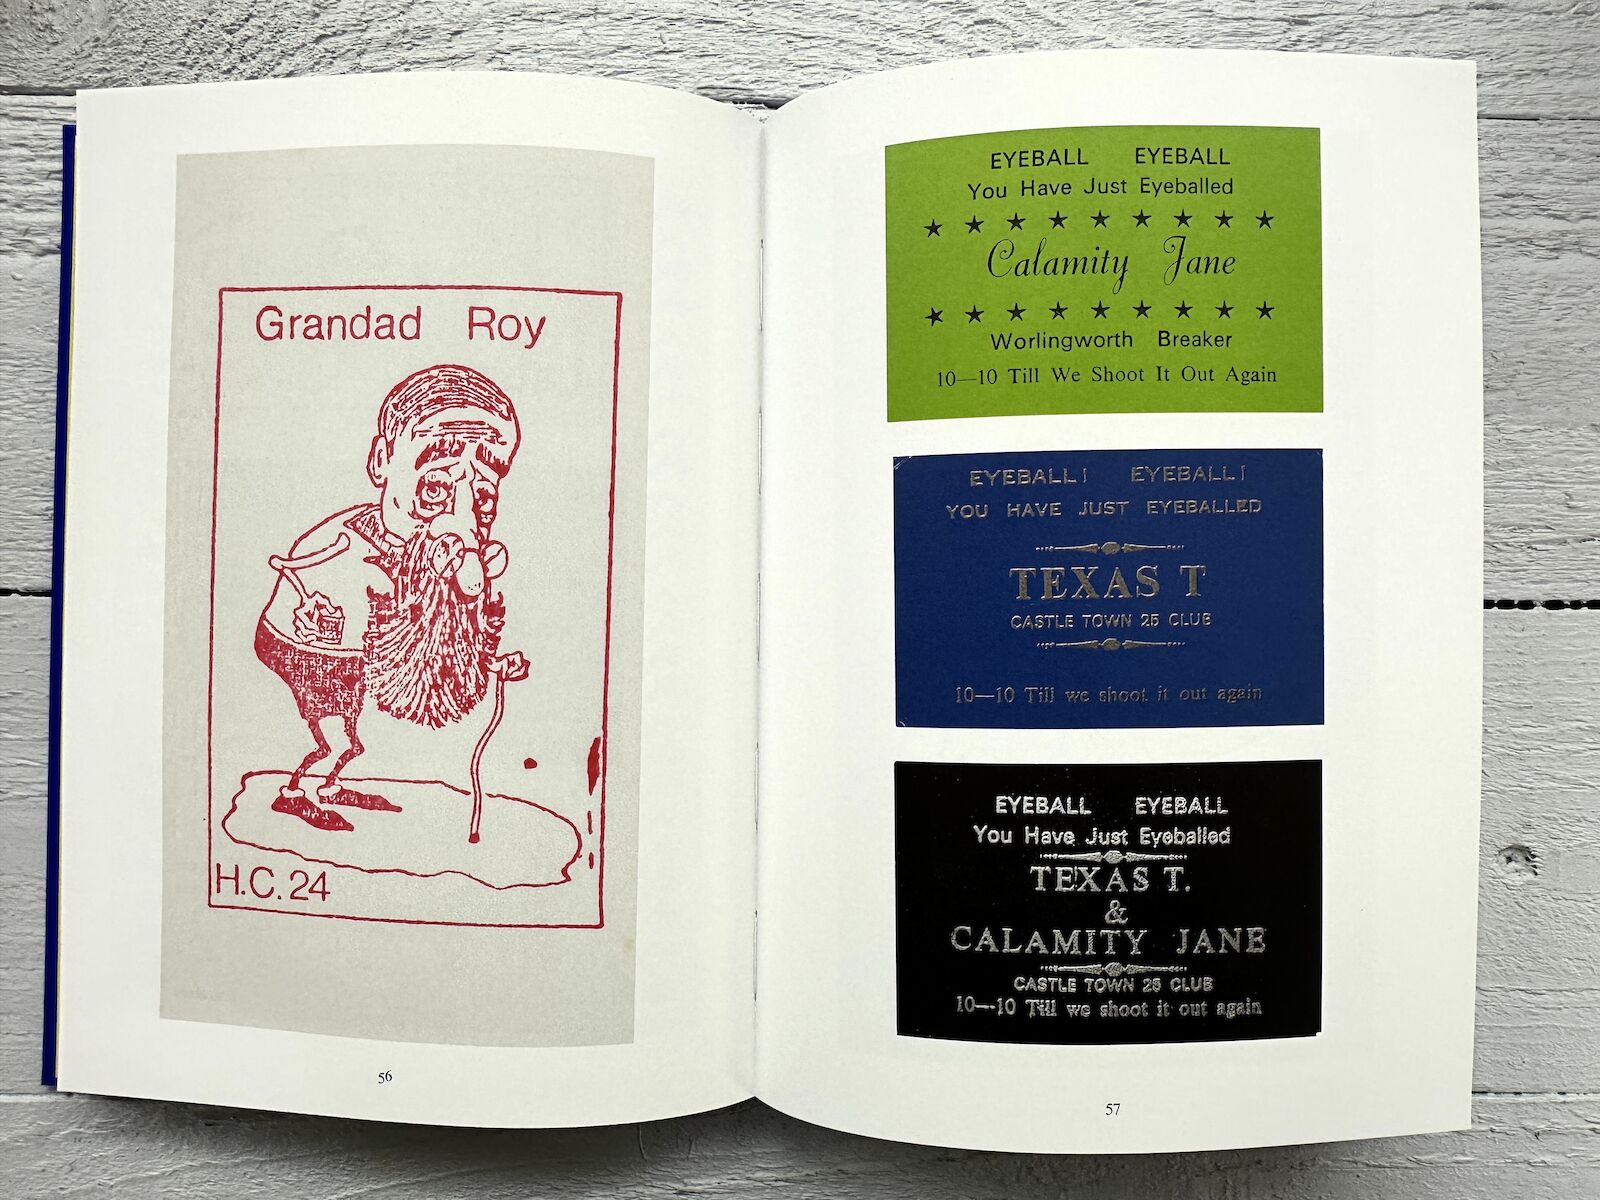 Grandad Roy
H.C.24
56
EYEBALL EYEBALL
You Have Just Eyeballed
Calamity Jane
Worlingworth Breaker
10—10 Till We Shoot It Out Again
EYEBALL! EYEBALL!
YOU HAVE JUST EYEBALLED
TEXAS T
CASTLE TOWN 25 CLUB
10—10 Till we shoot it out again
EYEBALL EYEBALL
You Have Just Eyeballed
TEXAS T.
&
CALAMITY JANE
CASTLE TOWN 25 CLUB
10—10 Till we shoot it out again
57